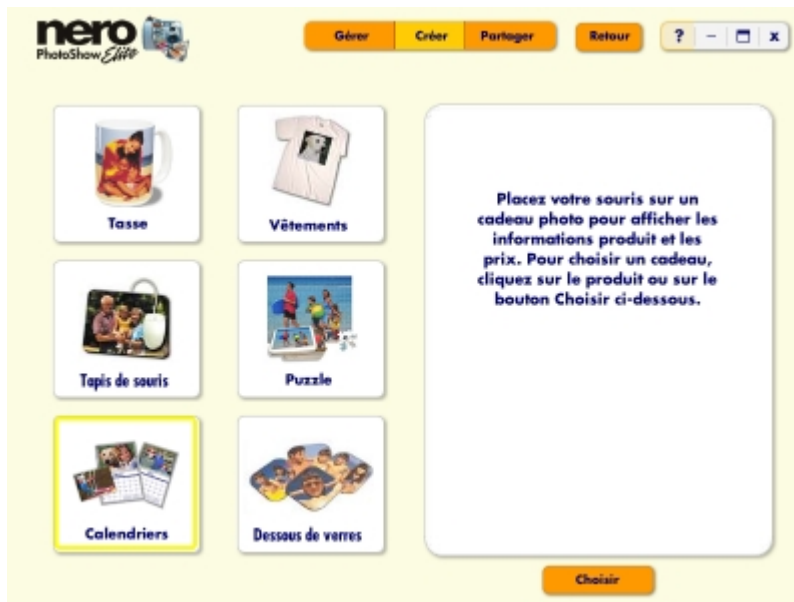 nero
PhotoShow Elite
Gérer
Créer
Partager
Retour
?
x
Tasse
Vêtements
Placez votre souris sur un
cadeau photo pour afficher les
informations produit et les
prix. Pour choisir un cadeau,
cliquez sur le produit ou sur le
bouton Choisir ci-dessous.
Tapis de souris
Puzzle
Calendriers
Dessous de verres
Choisir